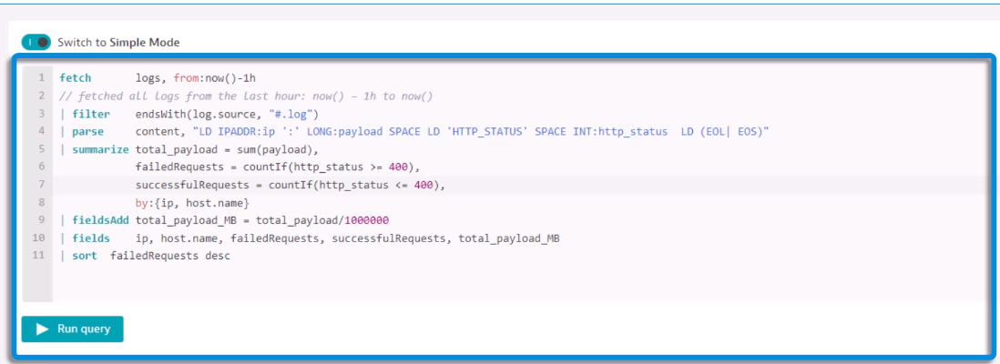 Switch to Simple Mode
1 fetch logs, from:now()-1h
2 // fetched all logs from the last hour: now() – 1h to now()
3 | filter endsWith(log.source, "#.log")
4 | parse content, "LD IPADDR:ip ':' LONG:payload SPACE LD 'HTTP_STATUS' SPACE INT:http_status LD (EOL| EOS)"
5 | summarize total_payload = sum(payload),
6 failedRequests = countIf(http_status >= 400),
7 successfulRequests = countIf(http_status <= 400),
8 by:{ip, host.name}
9 | fieldsAdd total_payload_MB = total_payload/1000000
10 | fields ip, host.name, failedRequests, successfulRequests, total_payload_MB
11 | sort failedRequests desc
Run query